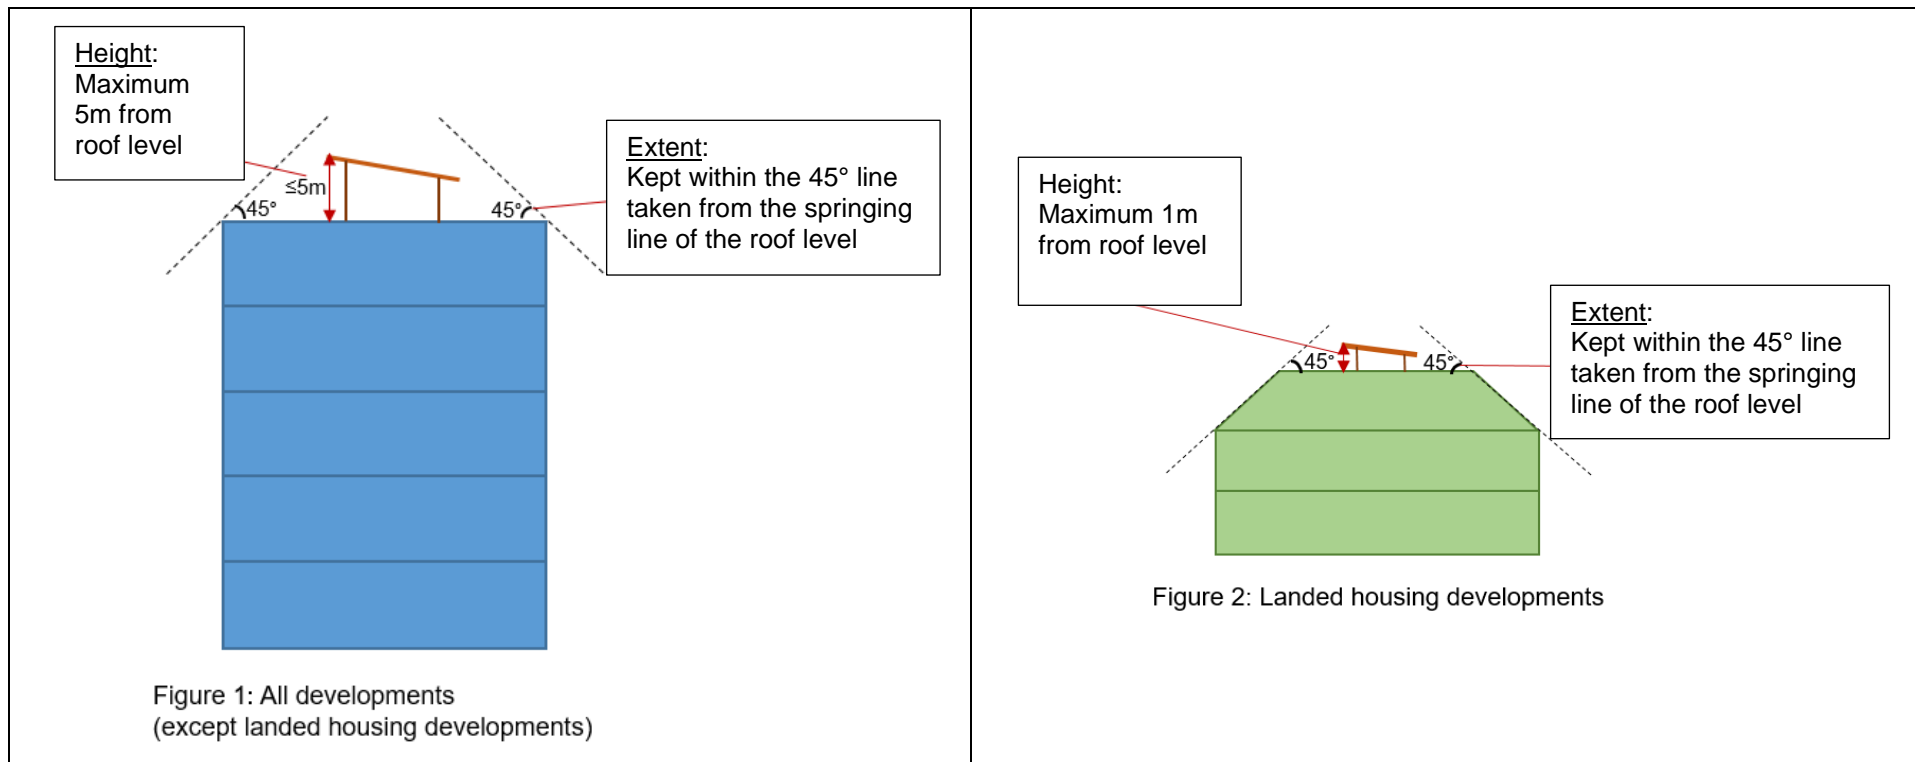 Height:
Maximum
5m from
roof level
≤5m
45°
45°
Extent:
Kept within the 45° line
taken from the springing
line of the roof level
Figure 1: All developments
(except landed housing developments)
Height:
Maximum 1m
from roof level
45°
45°
Extent:
Kept within the 45° line
taken from the springing
line of the roof level
Figure 2: Landed housing developments